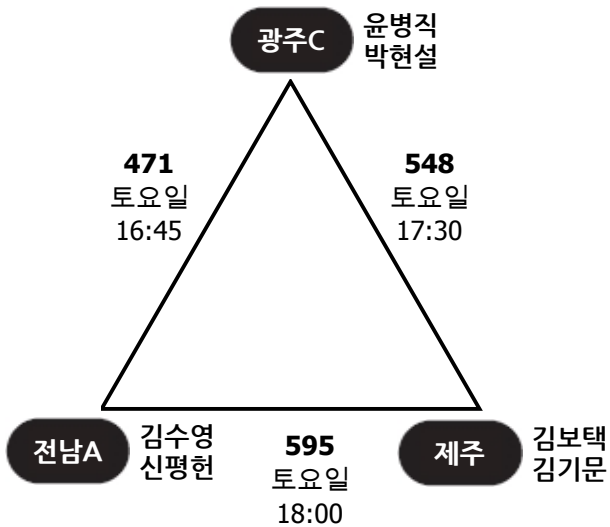 광주C
윤병직
박현설
471
토요일
16:45
548
토요일
17:30
전남A
김수영
신평헌
595
토요일
18:00
제주
김보택
김기문